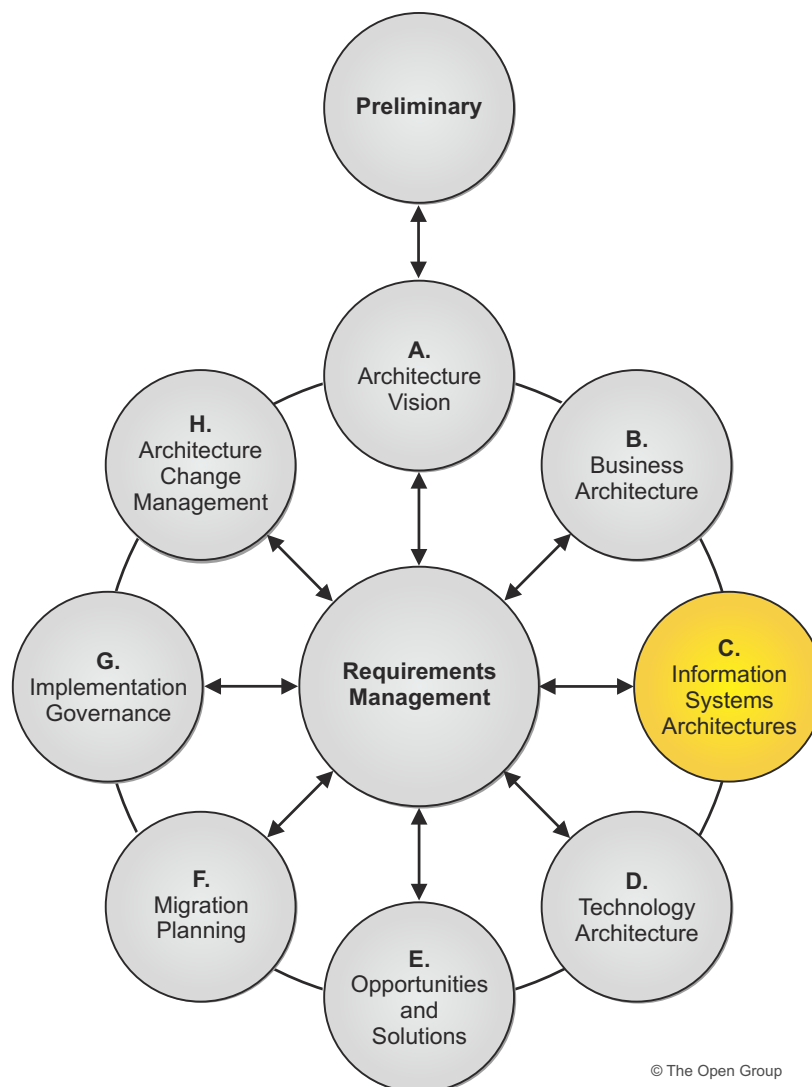 Preliminary
A.
Architecture
Vision
H.
Architecture
Change
Management
B.
Business
Architecture
G.
Implementation
Governance
Requirements
Management
C.
Information
Systems
Architectures
F.
Migration
Planning
D.
Technology
Architecture
E.
Opportunities
and
Solutions
© The Open Group